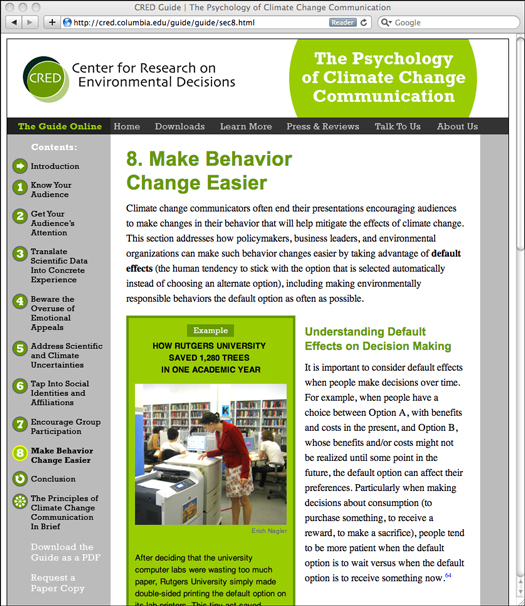 CRED Guide | The Psychology of Climate Change Communication
http://cred.columbia.edu/guide/guide/sec8.html
Reader
Google
CRED
Center for Research on
Environmental Decisions
The Psychology
of Climate Change
Communication
The Guide Online
Home
Downloads
Learn More
Press & Reviews
Talk To Us
About Us
Contents:
Introduction
1 Know Your
Audience
2 Get Your
Audience's
Attention
3 Translate
Scientific Data
Into Concrete
Experience
4 Beware the
Overuse of
Emotional
Appeals
5 Address Scientific
and Climate
Uncertainties
6 Tap Into Social
Identities and
Affiliations
7 Encourage Group
Participation
8 Make Behavior
Change Easier
Conclusion
The Principles of
Climate Change
Communication
In Brief
Download the
Guide as a PDF
Request a
Paper Copy
8. Make Behavior
Change Easier
Climate change communicators often end their presentations encouraging audiences
to make changes in their behavior that will help mitigate the effects of climate change.
This section addresses how policymakers, business leaders, and environmental
organizations can make such behavior changes easier by taking advantage of default
effects (the human tendency to stick with the option that is selected automatically
instead of choosing an alternate option), including making environmentally
responsible behaviors the default option as often as possible.
Example
HOW RUTGERS UNIVERSITY
SAVED 1,280 TREES
IN ONE ACADEMIC YEAR
Erich Nagler
After deciding that the university
computer labs were wasting too much
paper, Rutgers University simply made
double-sided printing the default option on
its lab printers. This tiny act saved
Understanding Default
Effects on Decision Making
It is important to consider default effects
when people make decisions over time.
For example, when people have a
choice between Option A, with benefits
and costs in the present, and Option B,
whose benefits and/or costs might not
be realized until some point in the
future, the default option can affect their
preferences. Particularly when making
decisions about consumption (to
purchase something, to receive a
reward, to make a sacrifice), people tend
to be more patient when the default
option is to wait versus when the default
option is to receive something now.64